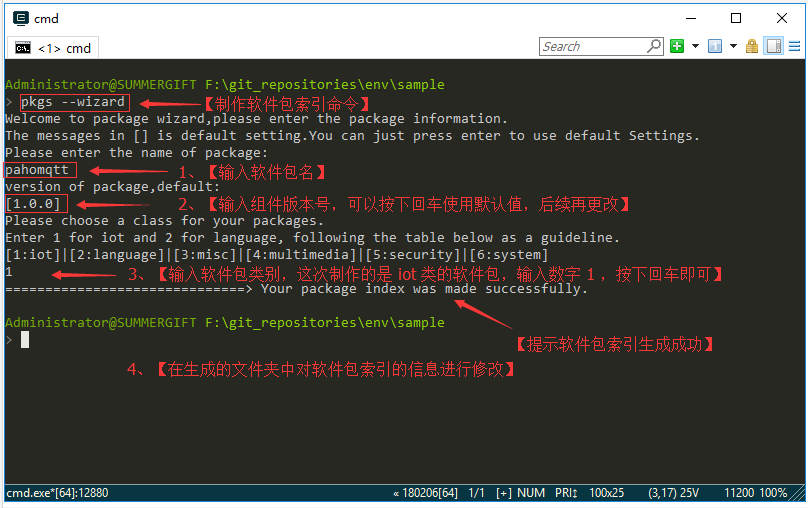 cmd
<1> cmd
Search
Administrator@SUMMERGIFT F:\git_repositories\env\sample
> pkgs --wizard 【制作软件包索引命令】
Welcome to package wizard,please enter the package information.
The messages in [] is default setting.You can just press enter to use default Settings.
Please enter the name of package:
pahomqtt 1、【输入软件包名】
version of package,default:
[1.0.0] 2、【输入组件版本号，可以按下回车使用默认值，后续再更改】
Please choose a class for your packages.
Enter 1 for iot and 2 for language, following the table below as a guideline.
[1:iot]|[2:language]|[3:misc]|[4:multimedia]|[5:security]|[6:system]
1 3、【输入软件包类别，这次制作的是 iot 类的软件包，输入数字 1 ，按下回车即可】
==============================> Your package index was made successfully.
Administrator@SUMMERGIFT F:\git_repositories\env\sample
>
【提示软件包索引生成成功】
4、【在生成的文件夹中对软件包索引的信息进行修改】
cmd.exe*[64]:12880 « 180206[64] 1/1 [+] NUM PRI↕ 100x25 (3,17) 25V 11200 100%